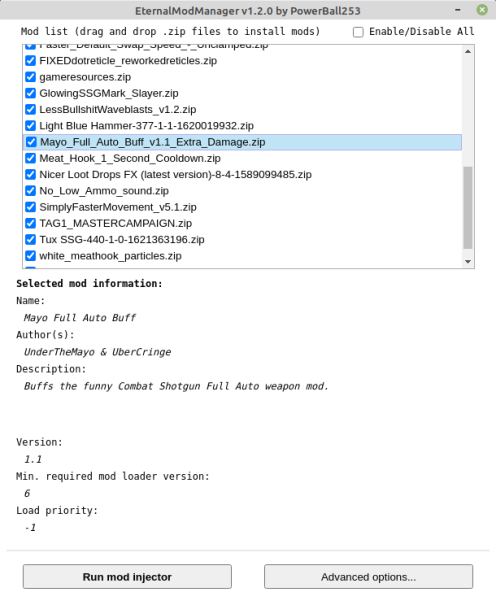 EternalModManager v1.2.0 by PowerBall253
Mod list (drag and drop .zip files to install mods)
Enable/Disable All
Faster_Default_Swap_Speed_-_Unclamped.zip
FIXEDdotreticle_reworkedreticles.zip
gameresources.zip
GlowingSSGMark_Slayer.zip
LessBullshitWaveblasts_v1.2.zip
Light Blue Hammer-377-1-1-1620019932.zip
Mayo_Full_Auto_Buff_v1.1_Extra_Damage.zip
Meat_Hook_1_Second_Cooldown.zip
Nicer Loot Drops FX (latest version)-8-4-1589099485.zip
No_Low_Ammo_sound.zip
SimplyFasterMovement_v5.1.zip
TAG1_MASTERCAMPAIGN.zip
Tux SSG-440-1-0-1621363196.zip
white_meathook_particles.zip
Selected mod information:
Name:
Mayo Full Auto Buff
Author(s):
UnderTheMayo & UberCringe
Description:
Buffs the funny Combat Shotgun Full Auto weapon mod.
Version:
1.1
Min. required mod loader version:
6
Load priority:
-1
Run mod injector
Advanced options...